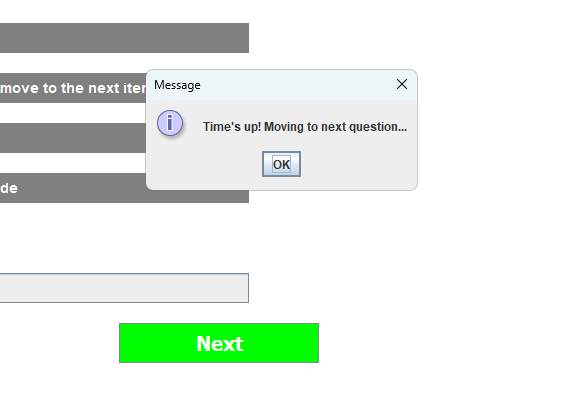 move to the next iter
Message
Time's up! Moving to next question...
OK
de
Next